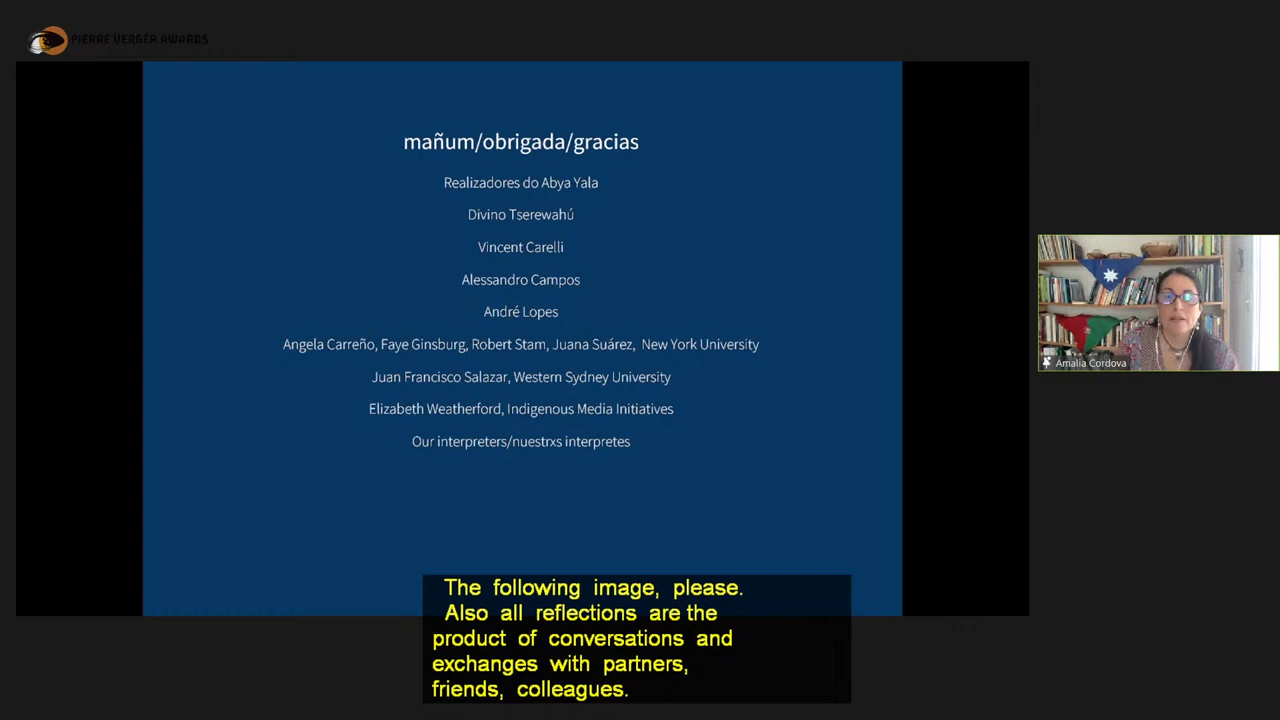 PIERRE VERGER AWARDS
mañum/obrigada/gracias
Realizadores do Abya Yala
Divino Tserewahú
Vincent Carelli
Alessandro Campos
André Lopes
Angela Carreño, Faye Ginsburg, Robert Stam, Juana Suárez, New York University
Juan Francisco Salazar, Western Sydney University
Elizabeth Weatherford, Indigenous Media Initiatives
Our interpreters/nuestrxs interpretes
Amalia Cordova
The following image, please.
Also all reflections are the
product of conversations and
exchanges with partners,
friends, colleagues.